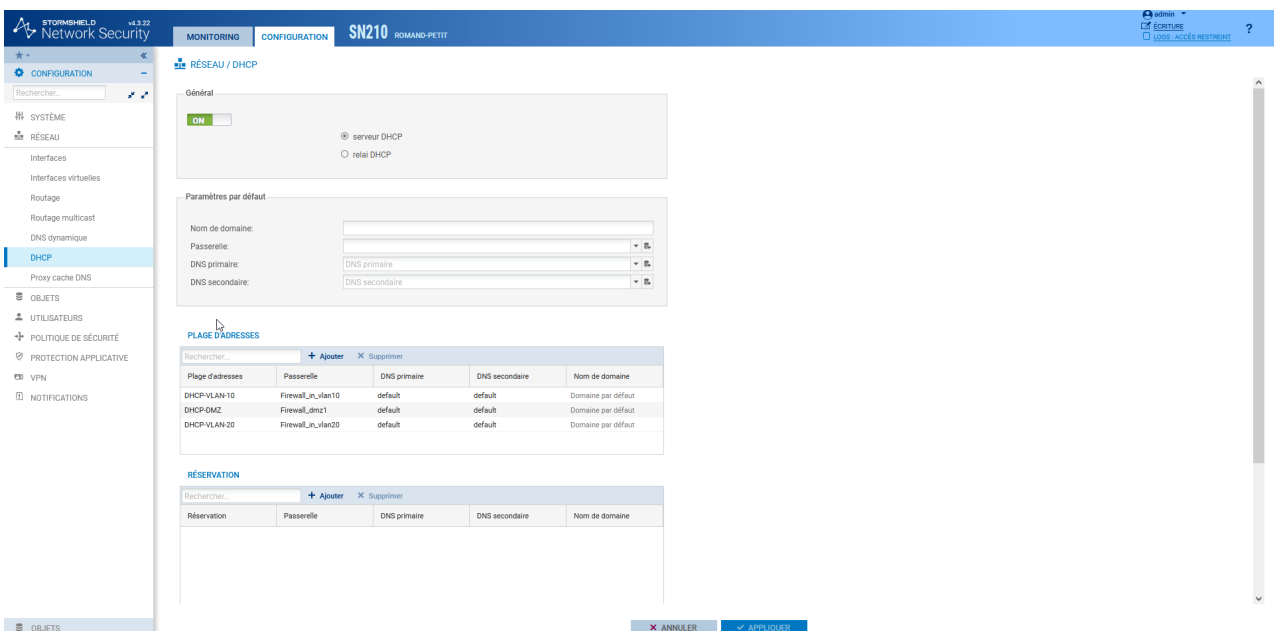 STORMSHIELD v4.3.22
Network Security
MONITORING CONFIGURATION SN210 ROMAND-PETIT
admin
ÉCRITURE
LOGS : ACCÈS RESTREINT
?
CONFIGURATION
Rechercher...
SYSTÈME
RÉSEAU
Interfaces
Interfaces virtuelles
Routage
Routage multicast
DNS dynamique
DHCP
Proxy cache DNS
OBJETS
UTILISATEURS
POLITIQUE DE SÉCURITÉ
PROTECTION APPLICATIVE
VPN
NOTIFICATIONS
OBJETS
RÉSEAU / DHCP
Général
ON
serveur DHCP
relai DHCP
Paramètres par défaut
Nom de domaine:
Passerelle:
DNS primaire: DNS primaire
DNS secondaire: DNS secondaire
PLAGE D'ADRESSES
Rechercher... + Ajouter × Supprimer
Plage d'adresses Passerelle DNS primaire DNS secondaire Nom de domaine
DHCP-VLAN-10 Firewall_in_vlan10 default default Domaine par défaut
DHCP-DMZ Firewall_dmz1 default default Domaine par défaut
DHCP-VLAN-20 Firewall_in_vlan20 default default Domaine par défaut
RÉSERVATION
Rechercher... + Ajouter × Supprimer
Réservation Passerelle DNS primaire DNS secondaire Nom de domaine
× ANNULER ✓ APPLIQUER